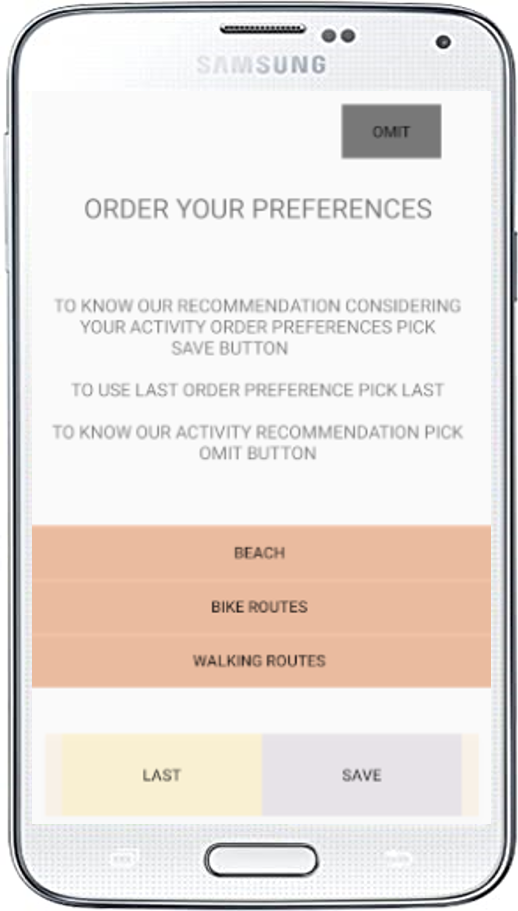 SAMSUNG
OMIT
ORDER YOUR PREFERENCES
TO KNOW OUR RECOMMENDATION CONSIDERING
YOUR ACTIVITY ORDER PREFERENCES PICK
SAVE BUTTON
TO USE LAST ORDER PREFERENCE PICK LAST
TO KNOW OUR ACTIVITY RECOMMENDATION PICK
OMIT BUTTON
BEACH
BIKE ROUTES
WALKING ROUTES
LAST SAVE